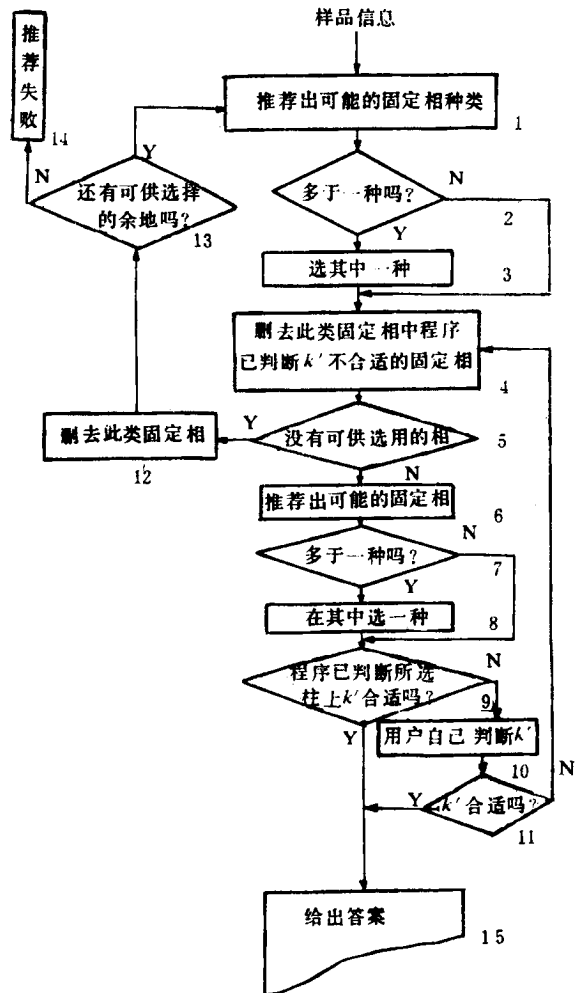 样品信息
推荐失败
14
推荐出可能的固定相种类
1
Y
N
还有可供选择
的余地吗?
13
多于一种吗?
N
2
Y
选其中一种
3
删去此类固定相中程序
已判断k′不合适的固定相
4
没有可供选用的相
5
Y
删去此类固定相
12
N
推荐出可能的固定相
6
多于一种吗?
N
7
Y
在其中选一种
8
程序已判断所选
柱上k′合适吗?
N
9
Y
用户自己判断k′
10
N
Y
k′合适吗?
11
给出答案
15